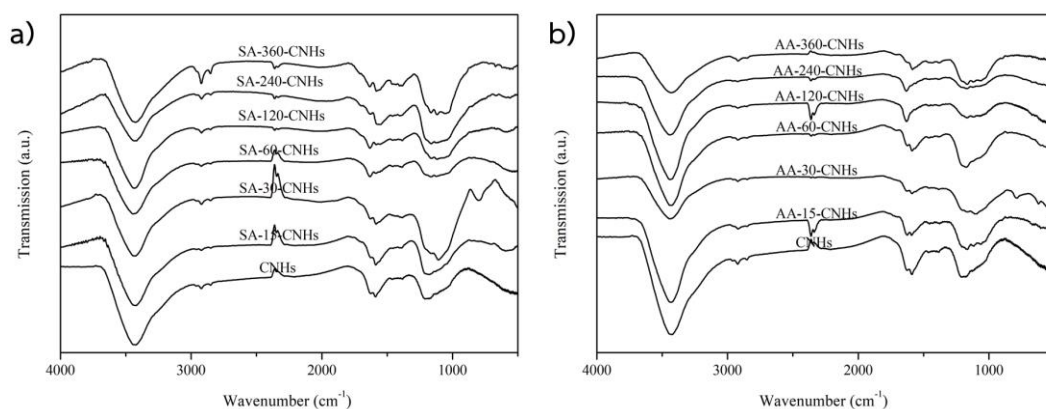 a)
SA-360-CNHs
SA-240-CNHs
SA-120-CNHs
SA-60-CNHs
SA-30-CNHs
SA-15-CNHs
CNHs
Transmission (a.u.)
4000 3000 2000 1000
Wavenumber (cm⁻¹)
b)
AA-360-CNHs
AA-240-CNHs
AA-120-CNHs
AA-60-CNHs
AA-30-CNHs
AA-15-CNHs
CNHs
Transmission (a.u.)
4000 3000 2000 1000
Wavenumber (cm⁻¹)